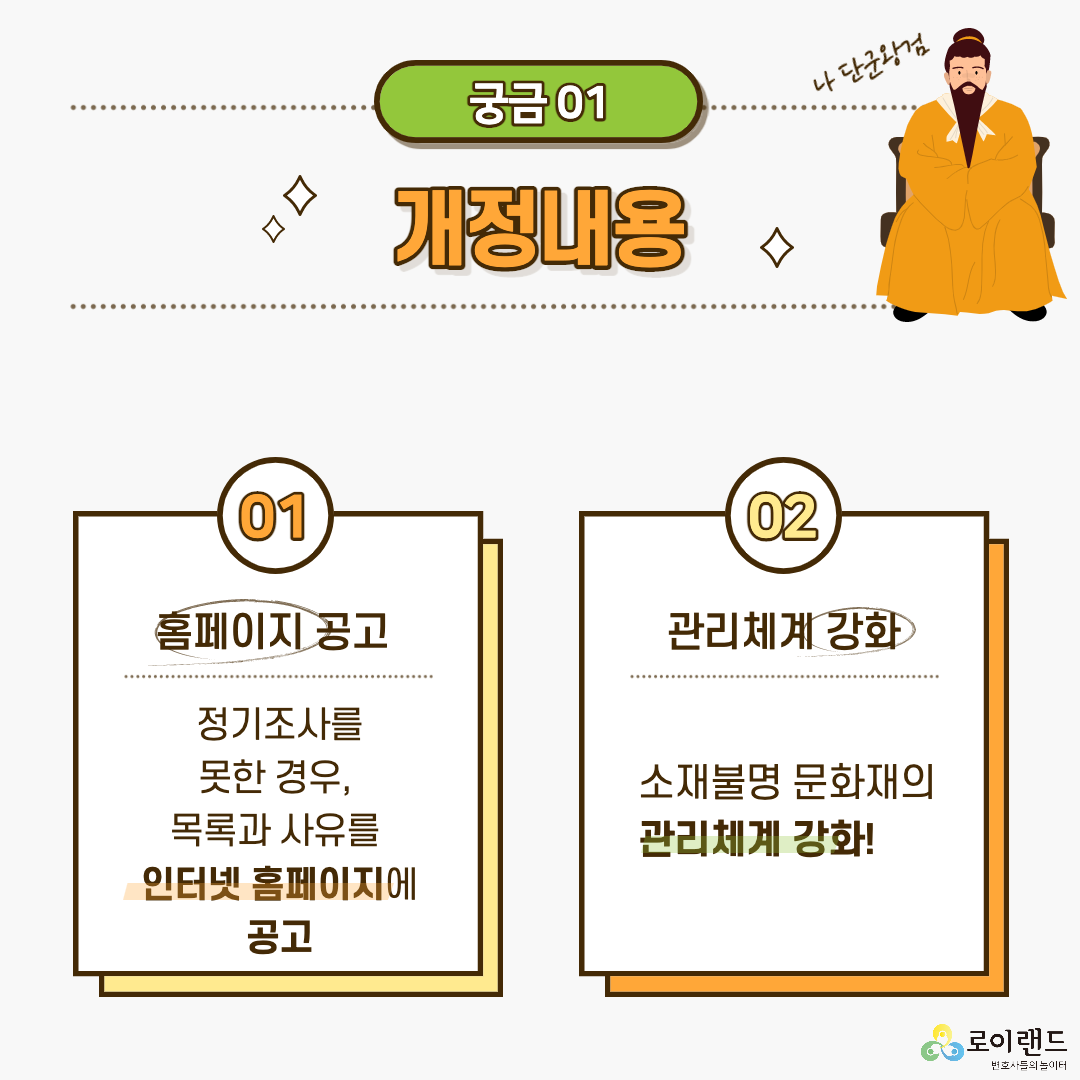 궁금 01
나 단군왕검
개정내용
01
홈페이지 공고
정기조사를
못한 경우,
목록과 사유를
인터넷 홈페이지에
공고
02
관리체계 강화
소재불명 문화재의
관리체계 강화!
로이랜드
변호사들의 놀이터